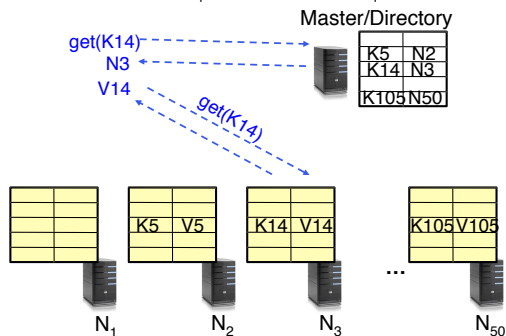 Master/Directory
get(K14)
N3
V14
K5 N2
K14 N3
K105 N50
get(K14)
K5 V5
K14 V14
K105 V105
...
N1
N2
N3
N50